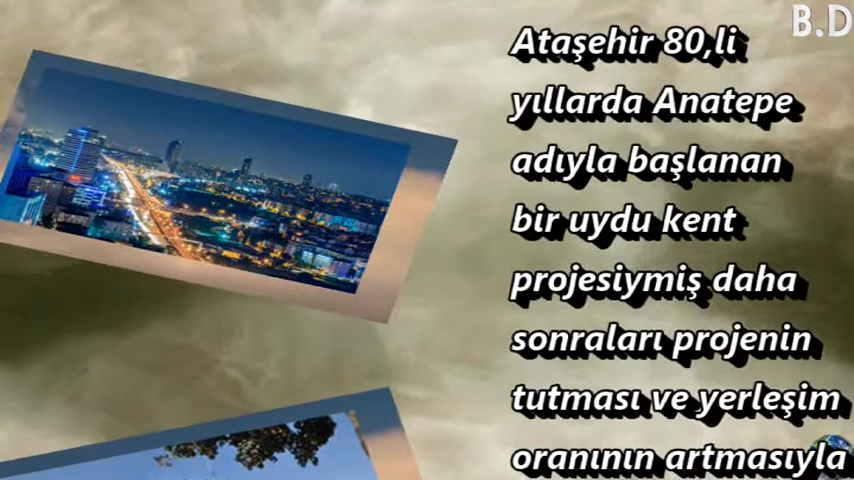 B.D
Ataşehir 80,li
yıllarda Anatepe
adıyla başlanan
bir uydu kent
projesiymiş daha
sonraları projenin
tutması ve yerleşim
oranının artmasıyla